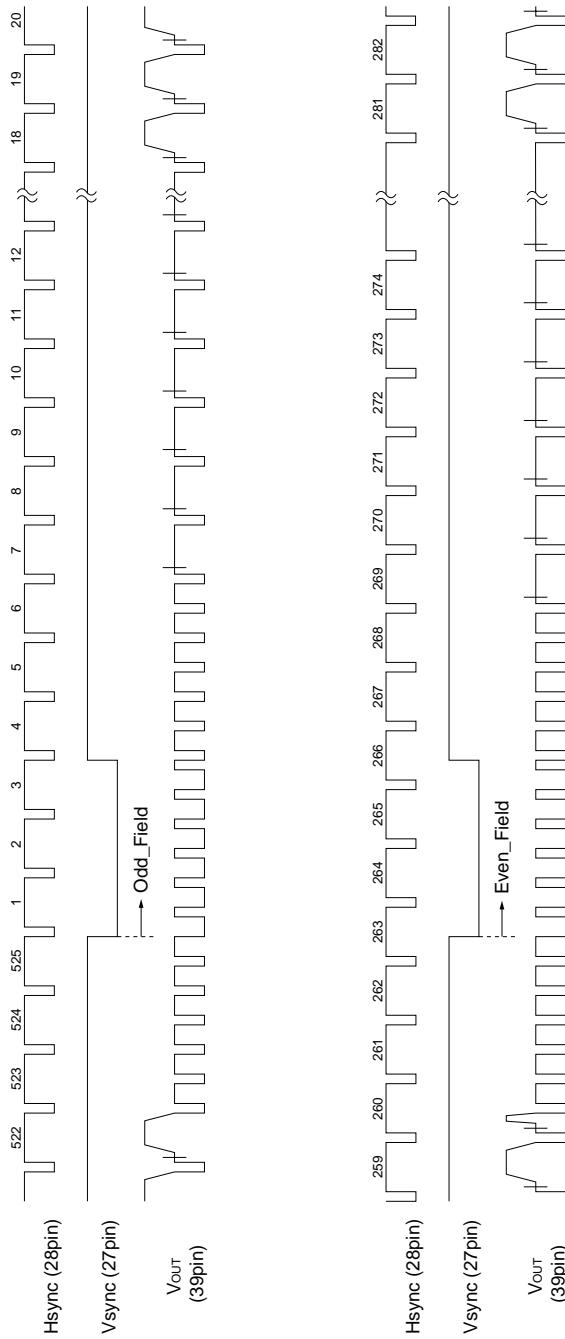 522 523 524 525 1 2 3 4 5 6 7 8 9 10 11 12 18 19 20
Hsync (28pin)
Vsync (27pin)
Odd_Field
VOUT
(39pin)
259 260 261 262 263 264 265 266 267 268 269 270 271 272 273 274 281 282
Hsync (28pin)
Vsync (27pin)
Even_Field
VOUT
(39pin)